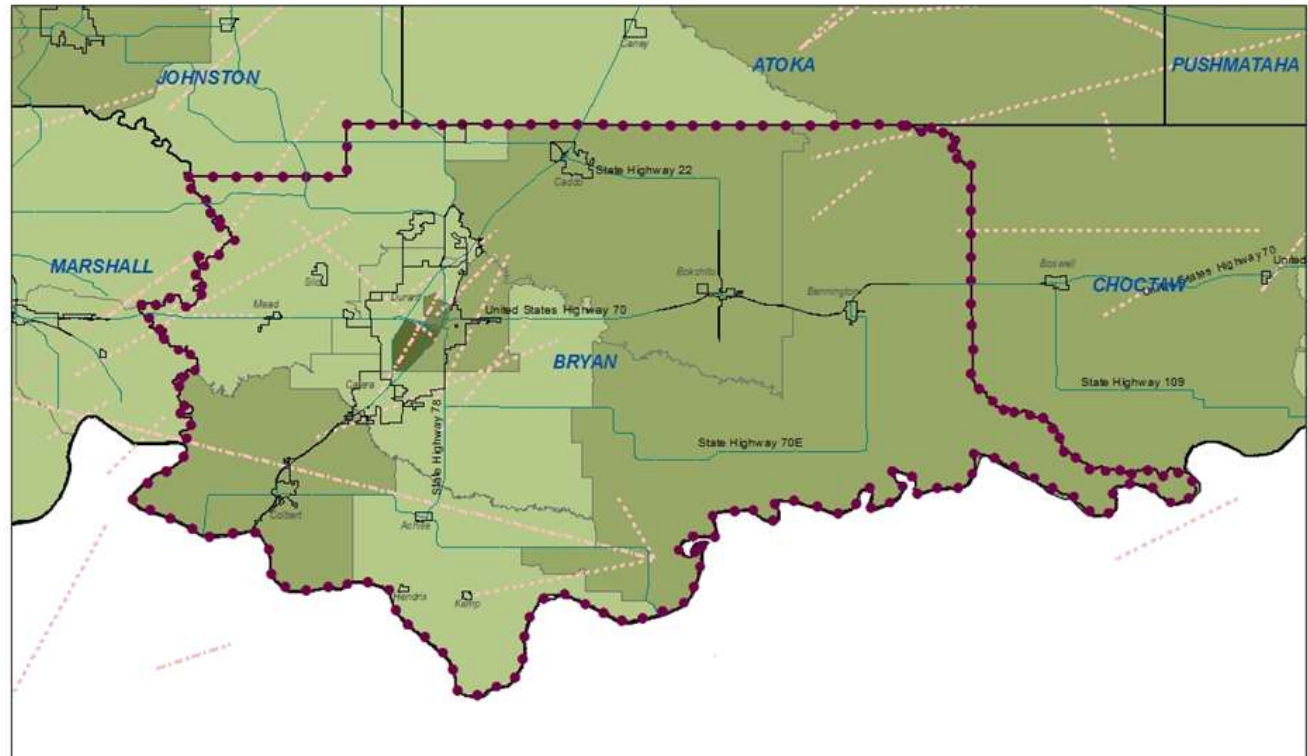 Caney
JOHNSTON
ATOKA
PUSHMATAHA
State Highway 22
Caddo
MARSHALL
Boswell
States Highway 70
United
CHOCTAW
Silo
Bokchito
Bennington
Mead
Durant
United States Highway 70
BRYAN
Calera
State Highway 109
State Highway 78
State Highway 70E
Colbert
Achille
Hendrix
Kemp